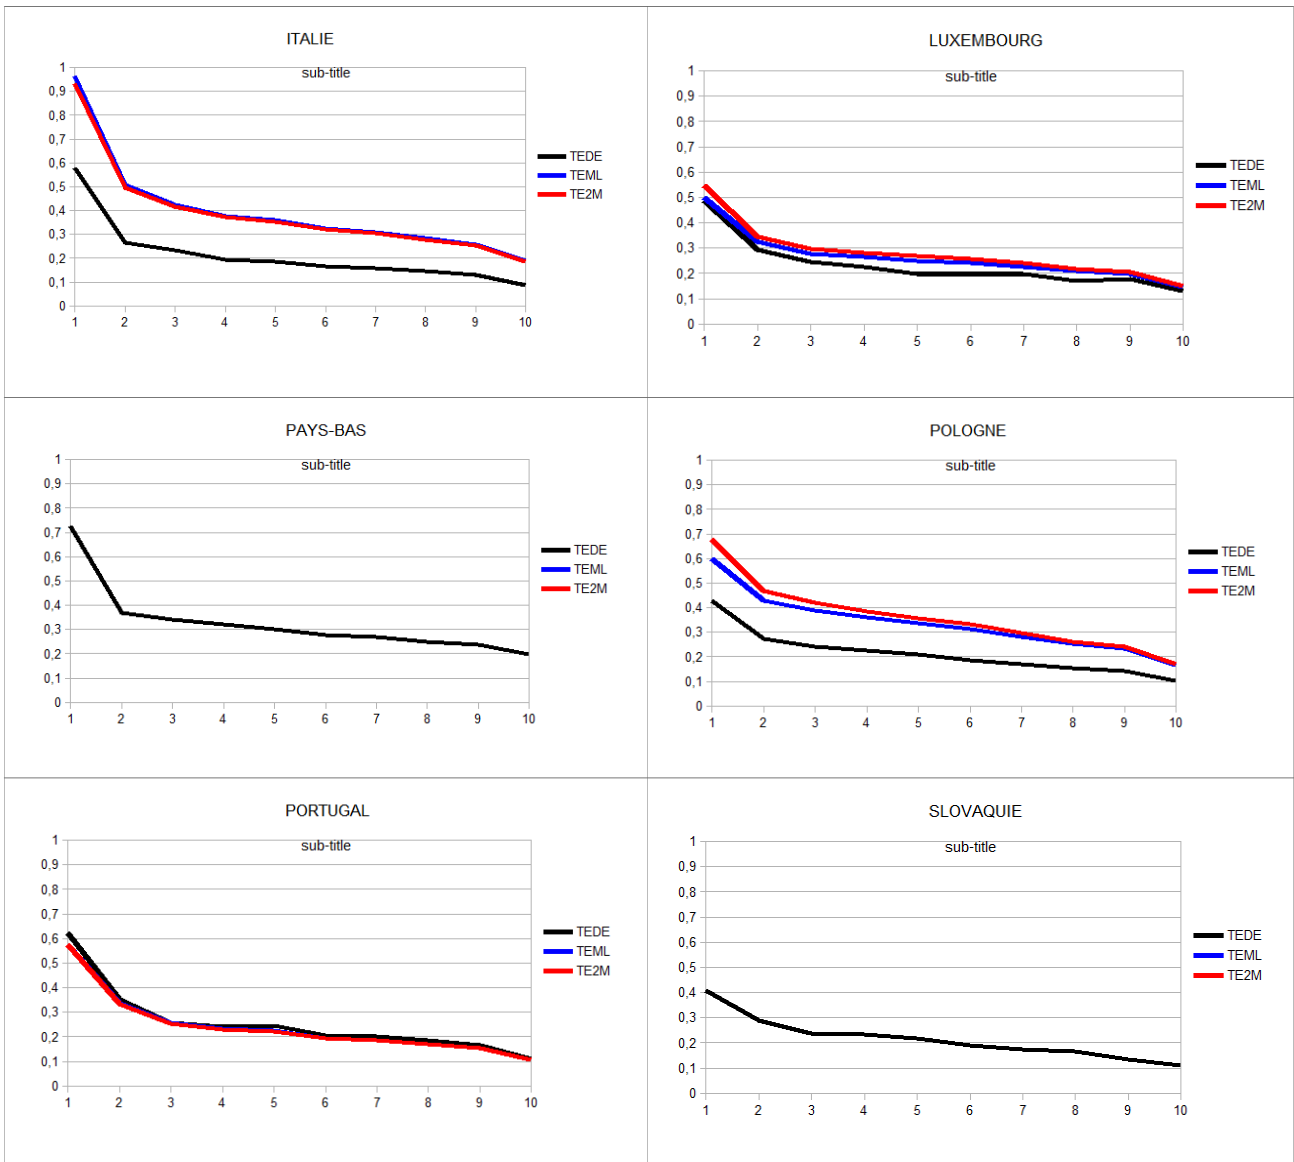 ITALIE
sub-title
1
0,9
0,8
0,7
0,6
0,5
0,4
0,3
0,2
0,1
0
1 2 3 4 5 6 7 8 9 10
TEDE
TEML
TE2M
LUXEMBOURG
sub-title
1
0,9
0,8
0,7
0,6
0,5
0,4
0,3
0,2
0,1
0
1 2 3 4 5 6 7 8 9 10
TEDE
TEML
TE2M
PAYS-BAS
sub-title
1
0,9
0,8
0,7
0,6
0,5
0,4
0,3
0,2
0,1
0
1 2 3 4 5 6 7 8 9 10
TEDE
TEML
TE2M
POLOGNE
sub-title
1
0,9
0,8
0,7
0,6
0,5
0,4
0,3
0,2
0,1
0
1 2 3 4 5 6 7 8 9 10
TEDE
TEML
TE2M
PORTUGAL
sub-title
1
0,9
0,8
0,7
0,6
0,5
0,4
0,3
0,2
0,1
0
1 2 3 4 5 6 7 8 9 10
TEDE
TEML
TE2M
SLOVAQUIE
sub-title
1
0,9
0,8
0,7
0,6
0,5
0,4
0,3
0,2
0,1
0
1 2 3 4 5 6 7 8 9 10
TEDE
TEML
TE2M